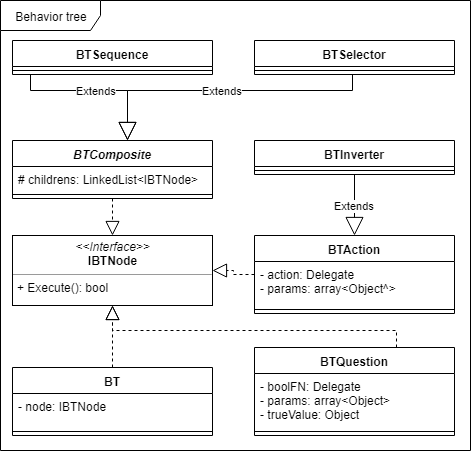 Behavior tree
BTSequence
BTSelector
Extends
Extends
BTComposite
# childrens: LinkedList<IBTNode>
BTInverter
Extends
<<Interface>>
IBTNode
+ Execute(): bool
BTAction
- action: Delegate
- params: array<Object^>
BT
- node: IBTNode
BTQuestion
- boolFN: Delegate
- params: array<Object>
- trueValue: Object